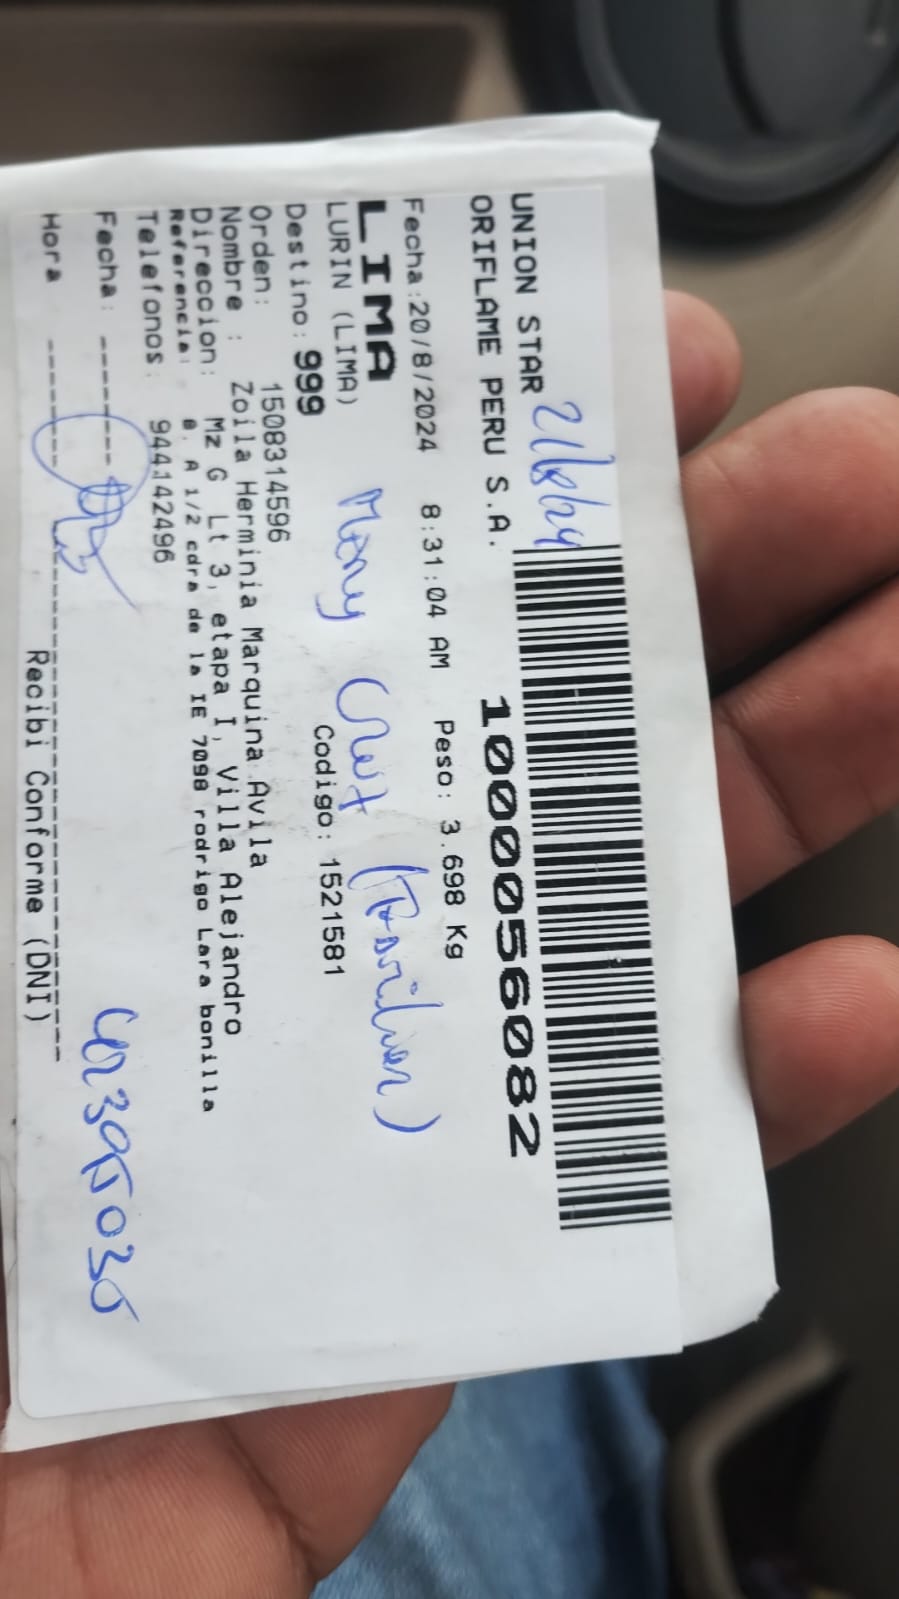 UNION STAR 21/8/24
ORIFLAME PERU S.A. 10000056082
Fecha:20/8/2024 8:31:04 AM Peso: 3.698 Kg
LIMA
LURIN (LIMA)
Destino: 999 Codigo: 1521581
Orden: 1508314596
Nombre : Zoila Herminia Marquina Avila
Direccion: Mz G Lt 3, etapa I, Villa Alejandro
Referencia: e. A 1/2 cdra de la IE 7098 rodrigo Lara bonilla
Telefonos: 944142496
Fecha:
Hora
Recibi Conforme (DNI)